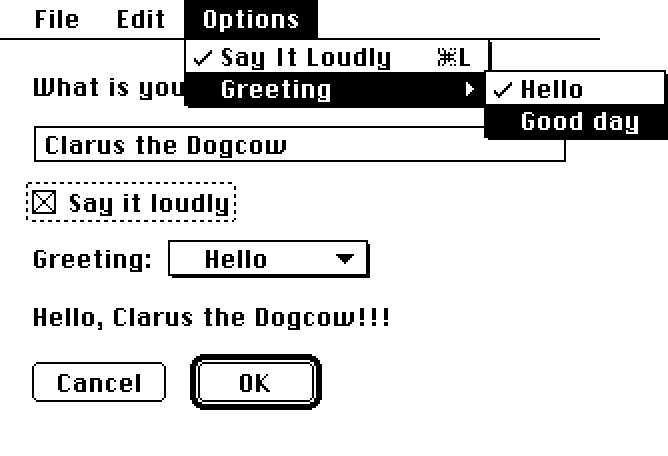 File Edit Options
✓ Say It Loudly ⌘L
What is you
Greeting
✓ Hello
Good day
Clarus the Dogcow
Say it loudly
Greeting: Hello
Hello, Clarus the Dogcow!!!
Cancel OK